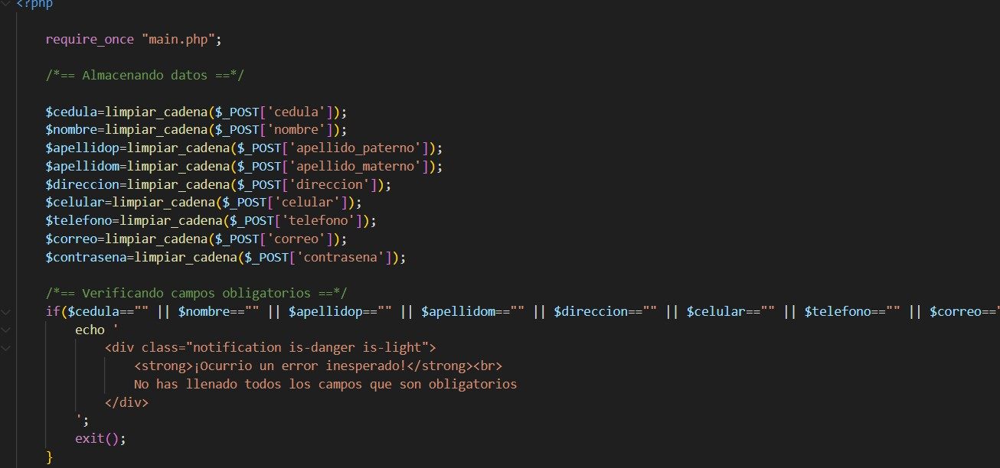 <?php
require_once "main.php";
/*== Almacenando datos ==*/
$cedula=limpiar_cadena($_POST['cedula']);
$nombre=limpiar_cadena($_POST['nombre']);
$apellidop=limpiar_cadena($_POST['apellido_paterno']);
$apellidom=limpiar_cadena($_POST['apellido_materno']);
$direccion=limpiar_cadena($_POST['direccion']);
$celular=limpiar_cadena($_POST['celular']);
$telefono=limpiar_cadena($_POST['telefono']);
$correo=limpiar_cadena($_POST['correo']);
$contrasena=limpiar_cadena($_POST['contrasena']);
/*== Verificando campos obligatorios ==*/
if($cedula=="" || $nombre=="" || $apellidop=="" || $apellidom=="" || $direccion=="" || $celular=="" || $telefono=="" || $correo=="
echo '
<div class="notification is-danger is-light">
<strong>¡Ocurrio un error inesperado!</strong><br>
No has llenado todos los campos que son obligatorios
</div>
';
exit();
}